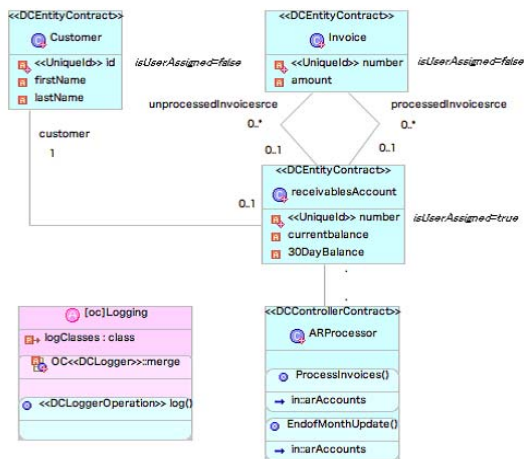 <<DCEntityContract>>
Customer
<<UniqueId>> id
firstName
lastName
isUserAssigned=false
<<DCEntityContract>>
Invoice
<<UniqueId>> number
amount
isUserAssigned=false
unprocessedInvoicesrce
processedInvoicesrce
0..*
0..*
0..1
0..1
customer
1
0..1
<<DCEntityContract>>
receivablesAccount
<<UniqueId>> number
currentbalance
30DayBalance
isUserAssigned=true
[oc]Logging
logClasses : class
OC<<DCLogger>>::merge
<<DCLoggerOperation>> log()
<<DCControllerContract>>
ARProcessor
ProcessInvoices()
in:arAccounts
EndofMonthUpdate()
in:arAccounts